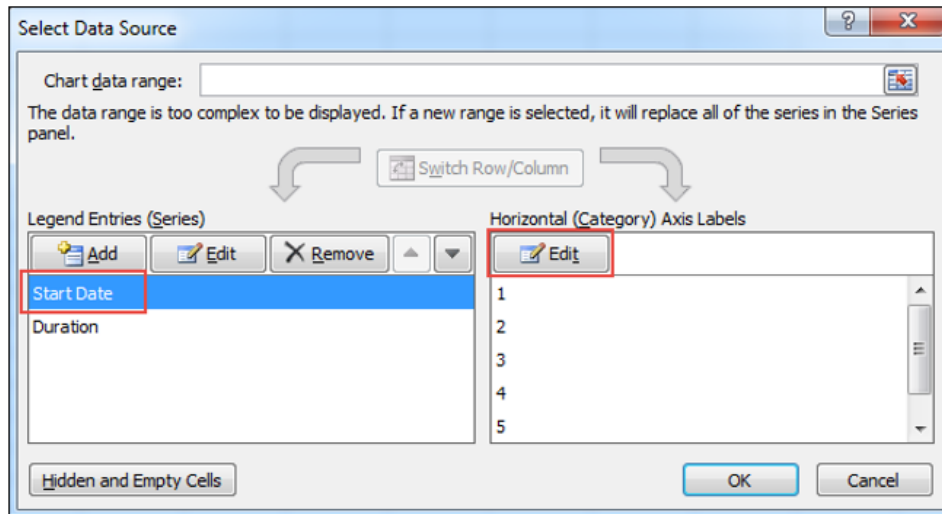 Select Data Source
Chart data range:
The data range is too complex to be displayed. If a new range is selected, it will replace all of the series in the Series
panel.
Switch Row/Column
Legend Entries (Series)
Add Edit Remove
Start Date
Duration
Horizontal (Category) Axis Labels
Edit
1
2
3
4
5
Hidden and Empty Cells
OK Cancel